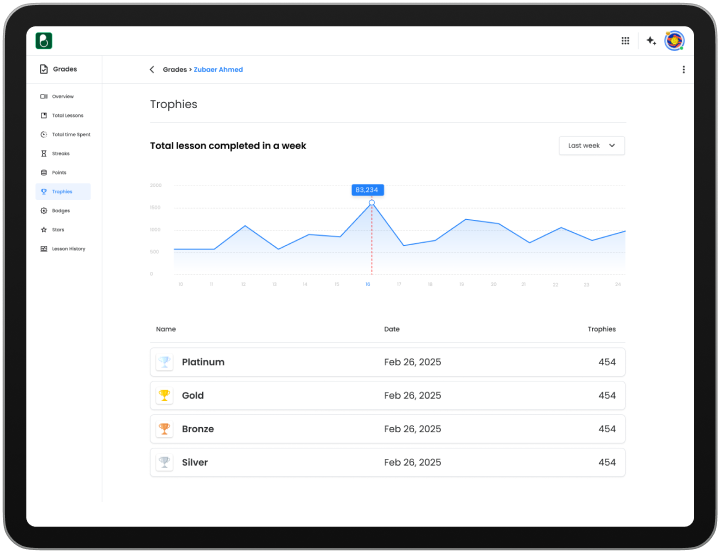 Grades
Grades > Zubaer Ahmed
Overview
Total Lessons
Total time Spent
Streaks
Points
Trophies
Badges
Stars
Lesson History
Trophies
Total lesson completed in a week
Last week
83,234
2000
1500
1000
500
0
10 11 12 13 14 15 16 17 18 19 20 21 22 23 24
Name Date Trophies
Platinum Feb 26, 2025 454
Gold Feb 26, 2025 454
Bronze Feb 26, 2025 454
Silver Feb 26, 2025 454